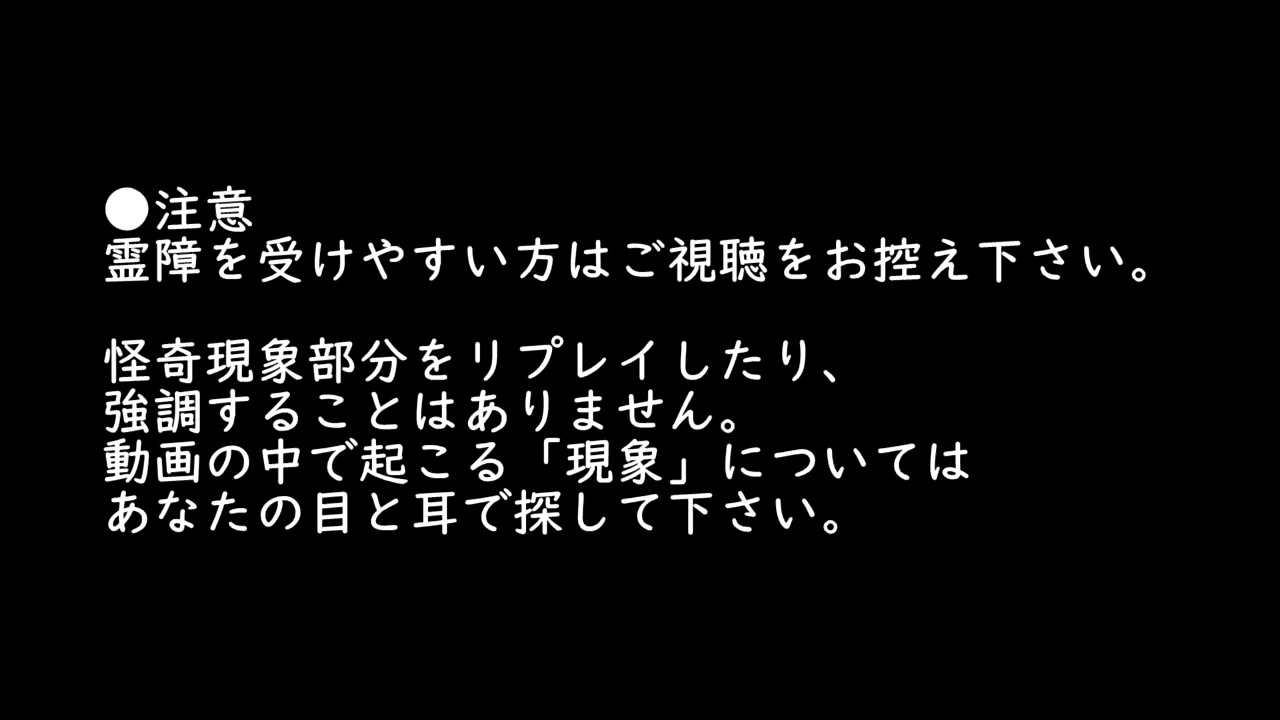 ●注意
霊障を受けやすい方はご視聴をお控え下さい。
怪奇現象部分をリプレイしたり、
強調することはありません。
動画の中で起こる「現象」については
あなたの目と耳で探して下さい。